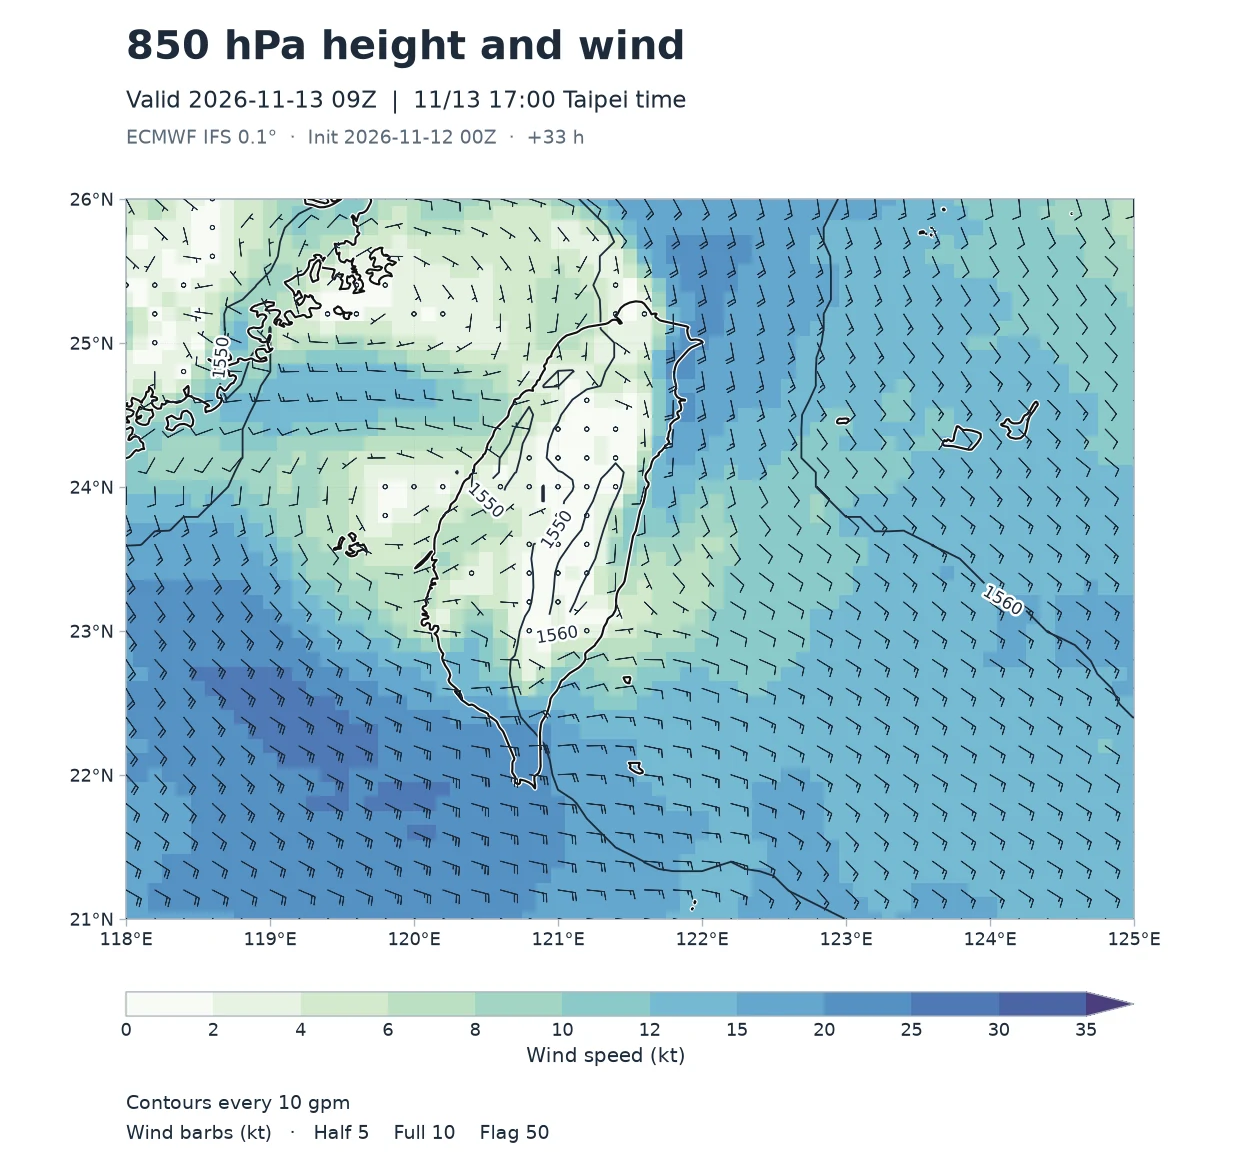 850 hPa height and wind
Valid 2026-11-13 09Z | 11/13 17:00 Taipei time
ECMWF IFS 0.1° · Init 2026-11-12 00Z · +33 h
26°N
25°N
1550
24°N
1550
1550
1560
23°N
1560
22°N
21°N
118°E 119°E 120°E 121°E 122°E 123°E 124°E 125°E
0 2 4 6 8 10 12 15 20 25 30 35
Wind speed (kt)
Contours every 10 gpm
Wind barbs (kt) · Half 5 Full 10 Flag 50